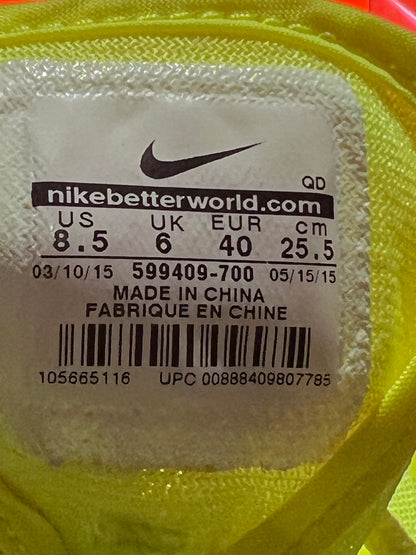 QD
nikebetterworld.com
US UK EUR cm
8.5 6 40 25.5
03/10/15 599409-700 05/15/15
MADE IN CHINA
FABRIQUE EN CHINE
105665116 UPC 00888409807785